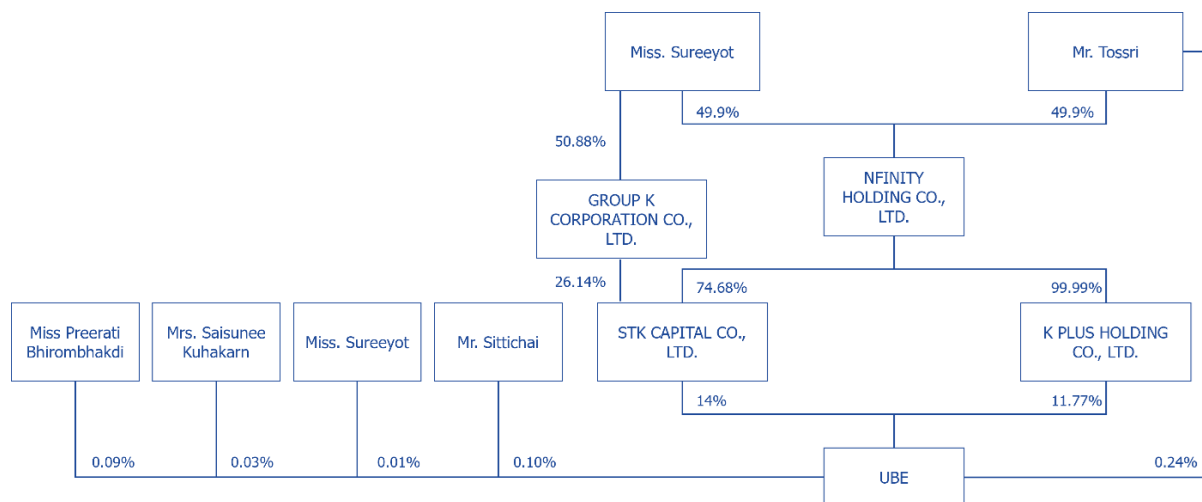 Miss. Sureeyot
Mr. Tossri
49.9%
49.9%
50.88%
GROUP K
CORPORATION CO.,
LTD.
NFINITY
HOLDING CO.,
LTD.
26.14%
74.68%
99.99%
Miss Preerati
Bhirombhakdi
Mrs. Saisunee
Kuhakarn
Miss. Sureeyot
Mr. Sittichai
STK CAPITAL CO.,
LTD.
K PLUS HOLDING
CO., LTD.
14%
11.77%
0.09%
0.03%
0.01%
0.10%
UBE
0.24%